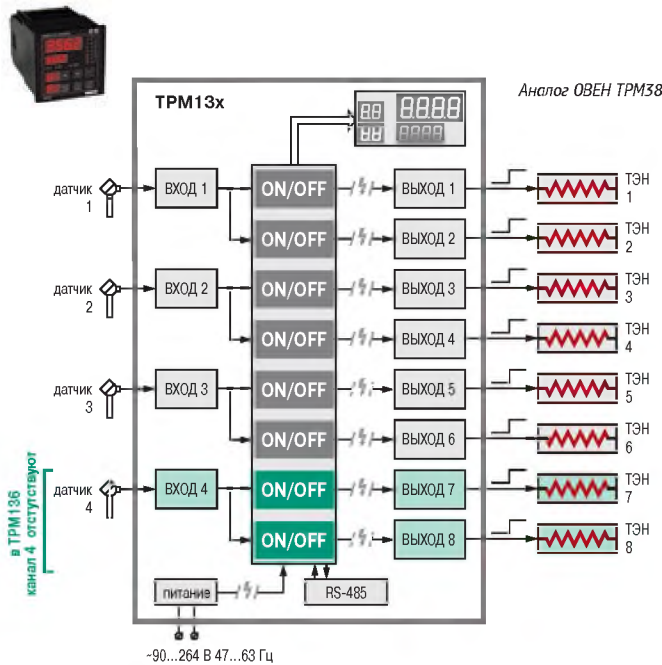 ТРМ13х
Аналог ОВЕН ТРМ38
датчик 1
ВХОД 1
ON/OFF
ВЫХОД 1
ТЭН 1
ON/OFF
ВЫХОД 2
ТЭН 2
датчик 2
ВХОД 2
ON/OFF
ВЫХОД 3
ТЭН 3
ON/OFF
ВЫХОД 4
ТЭН 4
датчик 3
ВХОД 3
ON/OFF
ВЫХОД 5
ТЭН 5
ON/OFF
ВЫХОД 6
ТЭН 6
в ТРМ136
канал 4 отстутствуют
датчик 4
ВХОД 4
ON/OFF
ВЫХОД 7
ТЭН 7
ON/OFF
ВЫХОД 8
ТЭН 8
питание
RS-485
~90...264 В 47...63 Гц